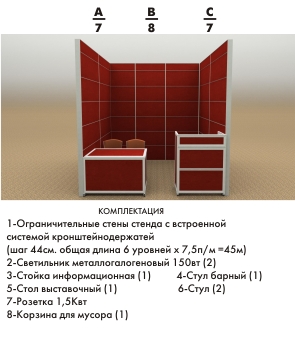 A B C
7 8 7
КОМПЛЕКТАЦИЯ
1-Ограничительные стены стенда с встроенной
системой кронштейнодержатей
(шаг 44см. общая длина 6 уровней х 7,5п/м =45м)
2-Светильник металлогалогеновый 150вт (2)
3-Стойка информационная (1) 4-Стул барный (1)
5-Стол выставочный (1) 6-Стул (2)
7-Розетка 1,5Квт
8-Корзина для мусора (1)